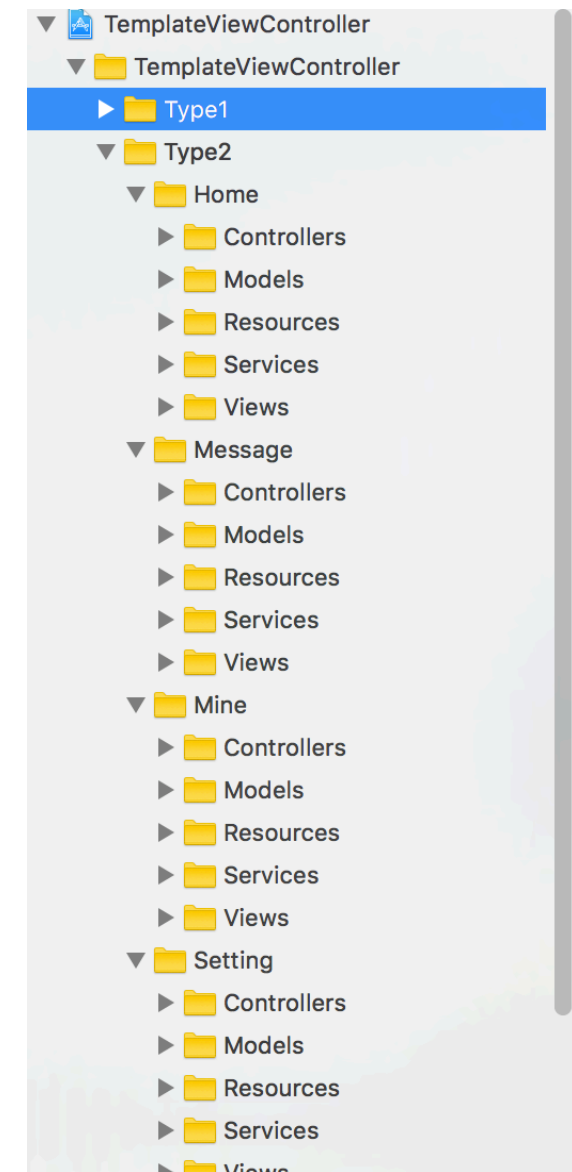 TemplateViewController
TemplateViewController
Type1
Type2
Home
Controllers
Models
Resources
Services
Views
Message
Controllers
Models
Resources
Services
Views
Mine
Controllers
Models
Resources
Services
Views
Setting
Controllers
Models
Resources
Services
Views